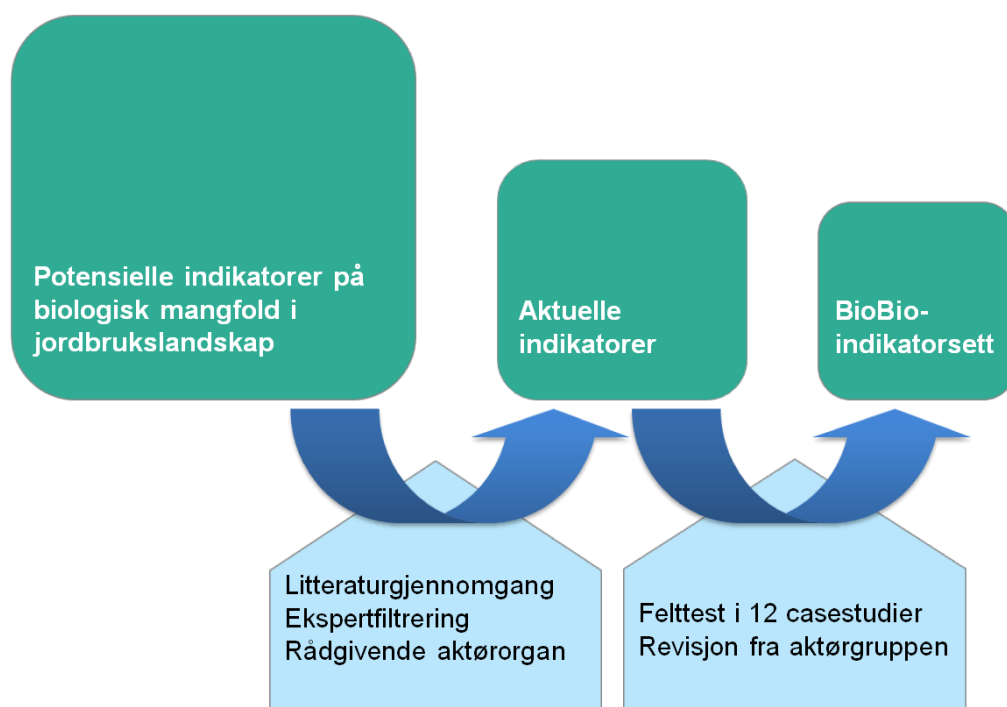 Potensielle indikatorer på
biologisk mangfold i
jordbrukslandskap
Aktuelle
indikatorer
BioBio-
indikatorsett
Litteraturgjennomgang
Ekspertfiltrering
Rådgivende aktørorgan
Felttest i 12 casestudier
Revisjon fra aktørgruppen